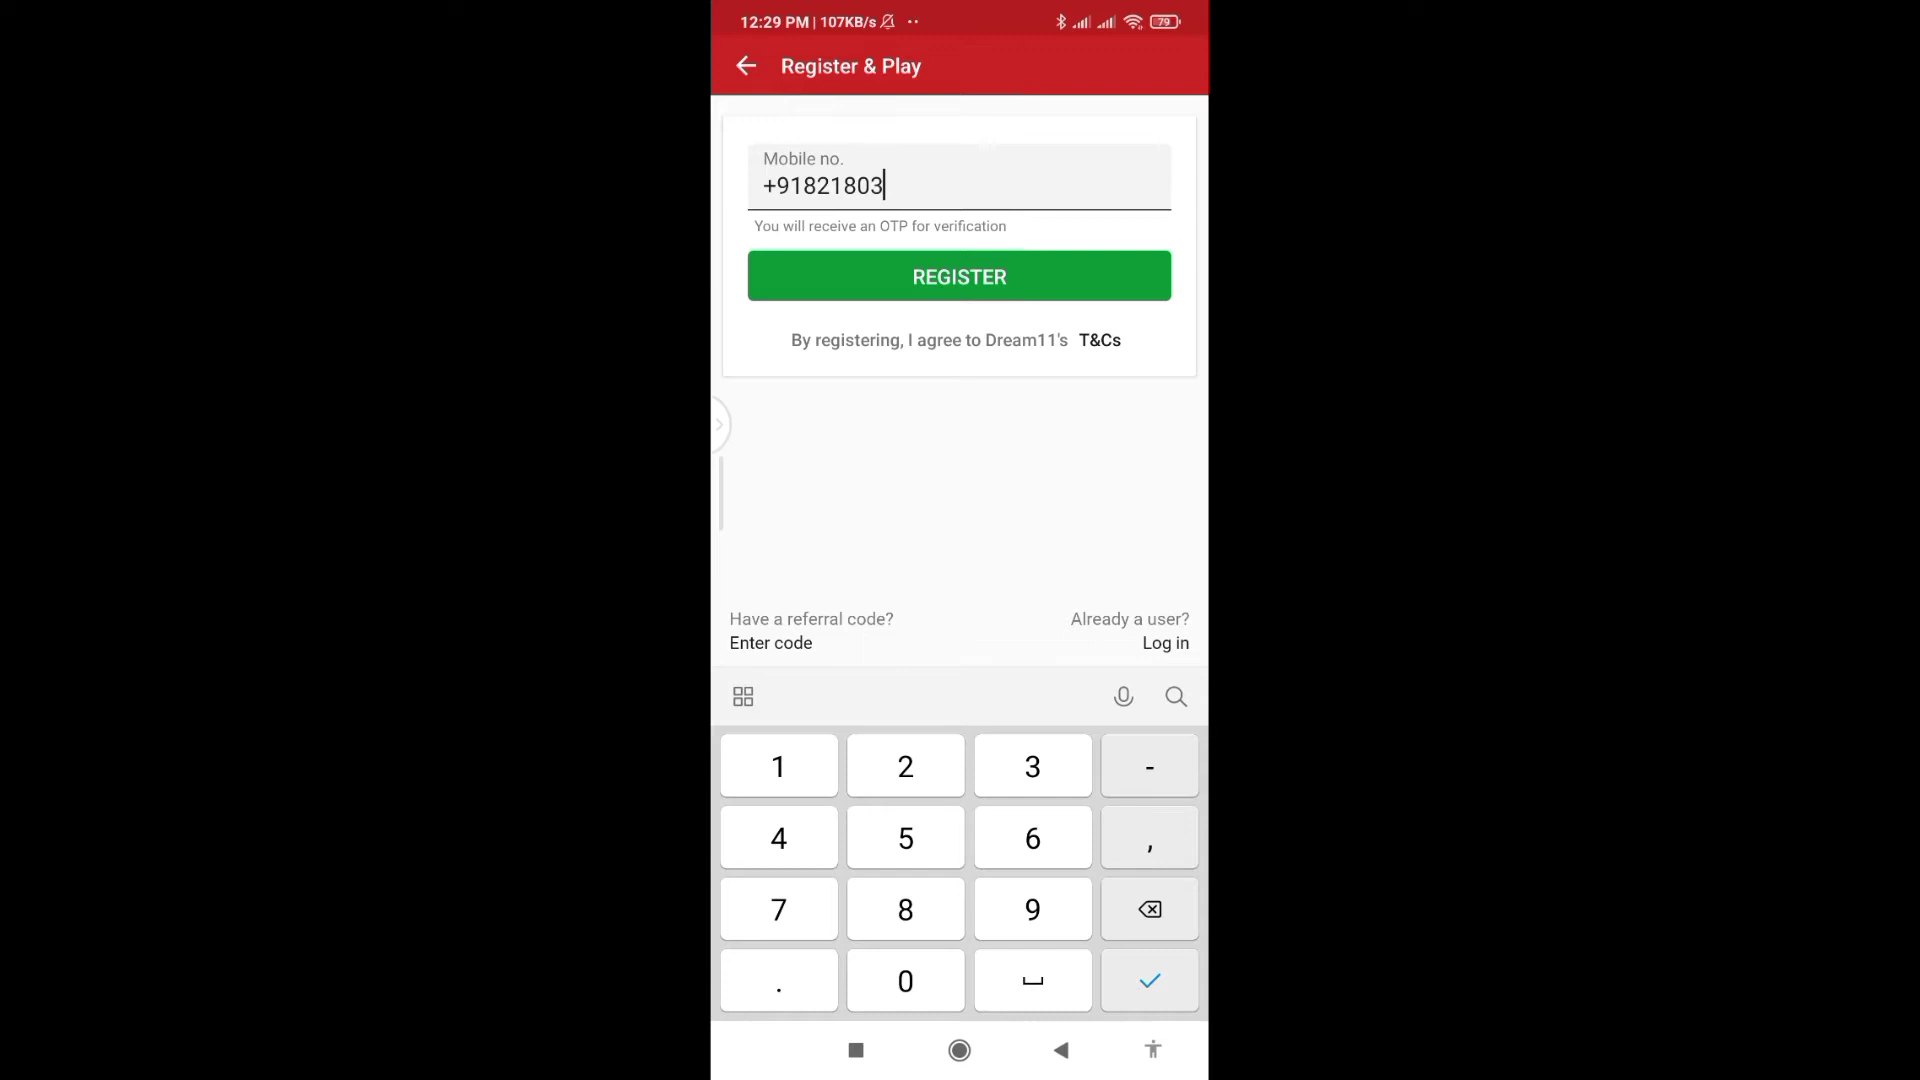 12:29 PM | 107KB/s
79
Register & Play
Mobile no.
+91821803
You will receive an OTP for verification
REGISTER
By registering, I agree to Dream11's T&Cs
Have a referral code? Already a user?
Enter code Log in
1 2 3 -
4 5 6 ,
7 8 9
. 0